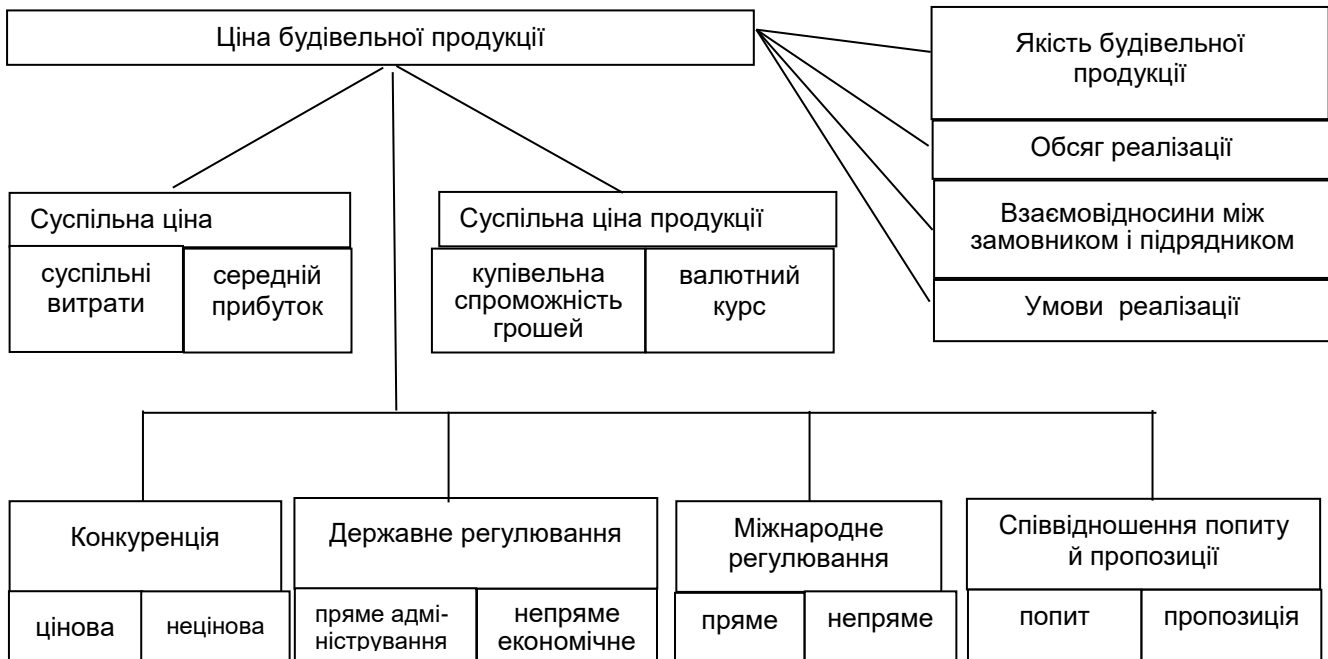 Ціна будівельної продукції
Якість будівельної
продукції
Обсяг реалізації
Взаємовідносини між
замовником і підрядником
Умови реалізації
Суспільна ціна
суспільні
витрати
середній
прибуток
Суспільна ціна продукції
купівельна
спроможність
грошей
валютний
курс
Конкуренція
цінова
нецінова
Державне регулювання
пряме адмі-
ністрування
непряме
економічне
Міжнародне
регулювання
пряме
непряме
Співвідношення попиту
й пропозиції
попит
пропозиція